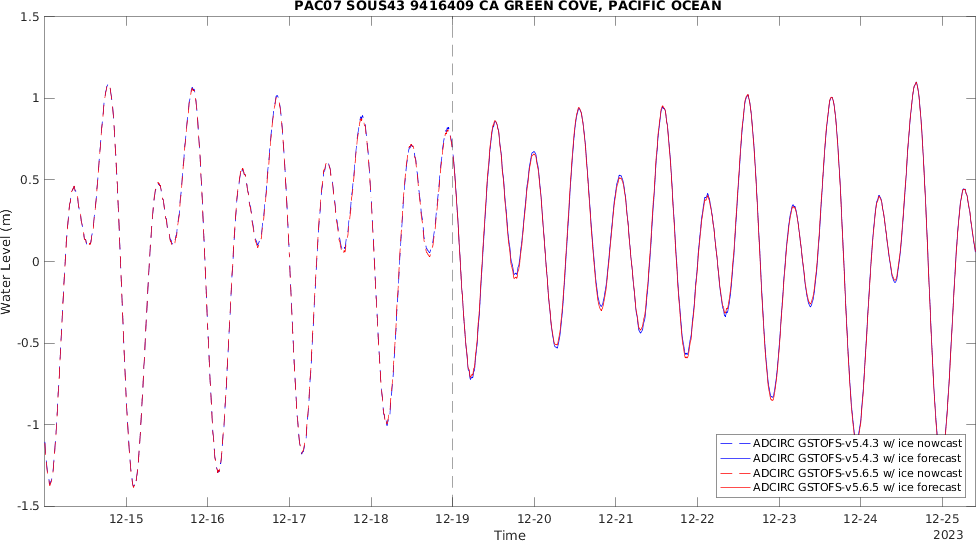 PAC07 SOUS43 9416409 CA GREEN COVE, PACIFIC OCEAN
1.5
1
0.5
0
-0.5
-1
-1.5
Water Level (m)
ADCIRC GSTOFS-v5.4.3 w/ ice nowcast
ADCIRC GSTOFS-v5.4.3 w/ ice forecast
ADCIRC GSTOFS-v5.6.5 w/ ice nowcast
ADCIRC GSTOFS-v5.6.5 w/ ice forecast
12-15 12-16 12-17 12-18 12-19 12-20 12-21 12-22 12-23 12-24 12-25
Time
2023